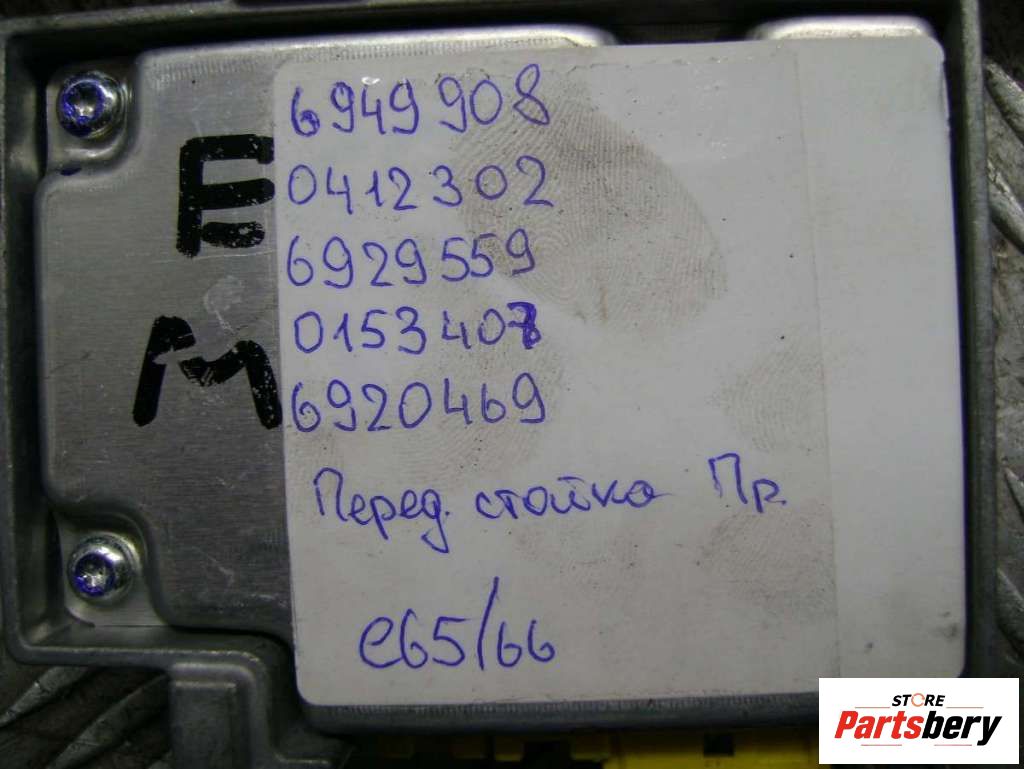 E
M
6949908
0412302
6929559
0153407
6920469
Перед. стойка Пр.
e65/66
STORE
Partsbery